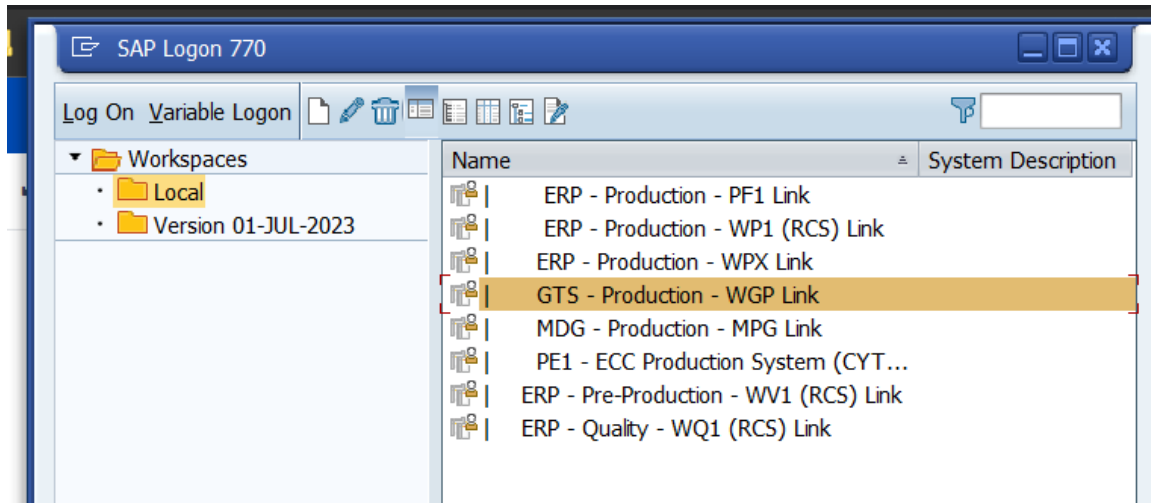 SAP Logon 770
Log On Variable Logon
Workspaces
Local
Version 01-JUL-2023
Name System Description
ERP - Production - PF1 Link
ERP - Production - WP1 (RCS) Link
ERP - Production - WPX Link
GTS - Production - WGP Link
MDG - Production - MPG Link
PE1 - ECC Production System (CYT...
ERP - Pre-Production - WV1 (RCS) Link
ERP - Quality - WQ1 (RCS) Link